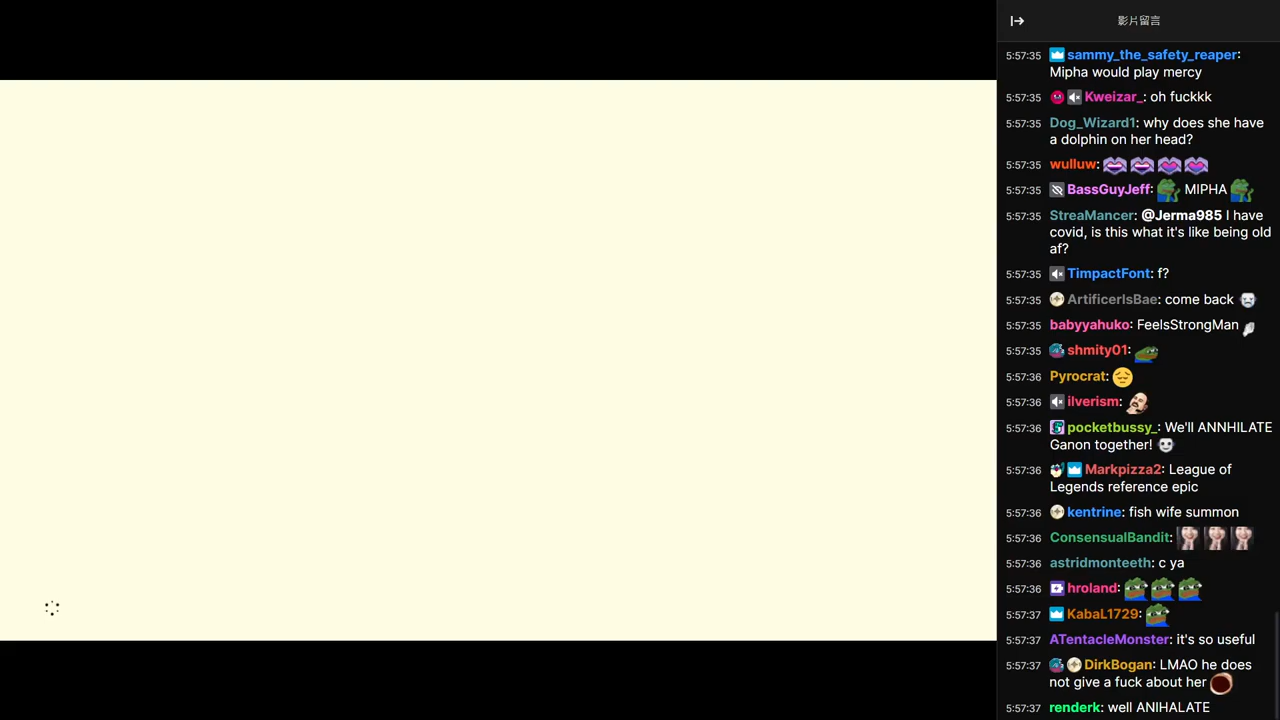 影片留言
5:57:35 sammy_the_safety_reaper:
Mipha would play mercy
5:57:35 Kweizar_: oh fuckkk
5:57:35 Dog_Wizard1: why does she have
a dolphin on her head?
5:57:35 wulluw:
5:57:35 BassGuyJeff: MIPHA
5:57:35 StreaMancer: @Jerma985 I have
covid, is this what it's like being old
af?
5:57:35 TimpactFont: f?
5:57:35 ArtificerIsBae: come back
5:57:35 babyyahuko: FeelsStrongMan
5:57:35 shmity01:
5:57:36 Pyrocrat:
5:57:36 ilverism:
5:57:36 pocketbussy_: We'll ANNHILATE
Ganon together!
5:57:36 Markpizza2: League of
Legends reference epic
5:57:36 kentrine: fish wife summon
5:57:36 ConsensualBandit:
5:57:36 astridmonteeth: c ya
5:57:36 hroland:
5:57:37 KabaL1729:
5:57:37 ATentacleMonster: it's so useful
5:57:37 DirkBogan: LMAO he does
not give a fuck about her
5:57:37 renderk: well ANIHALATE